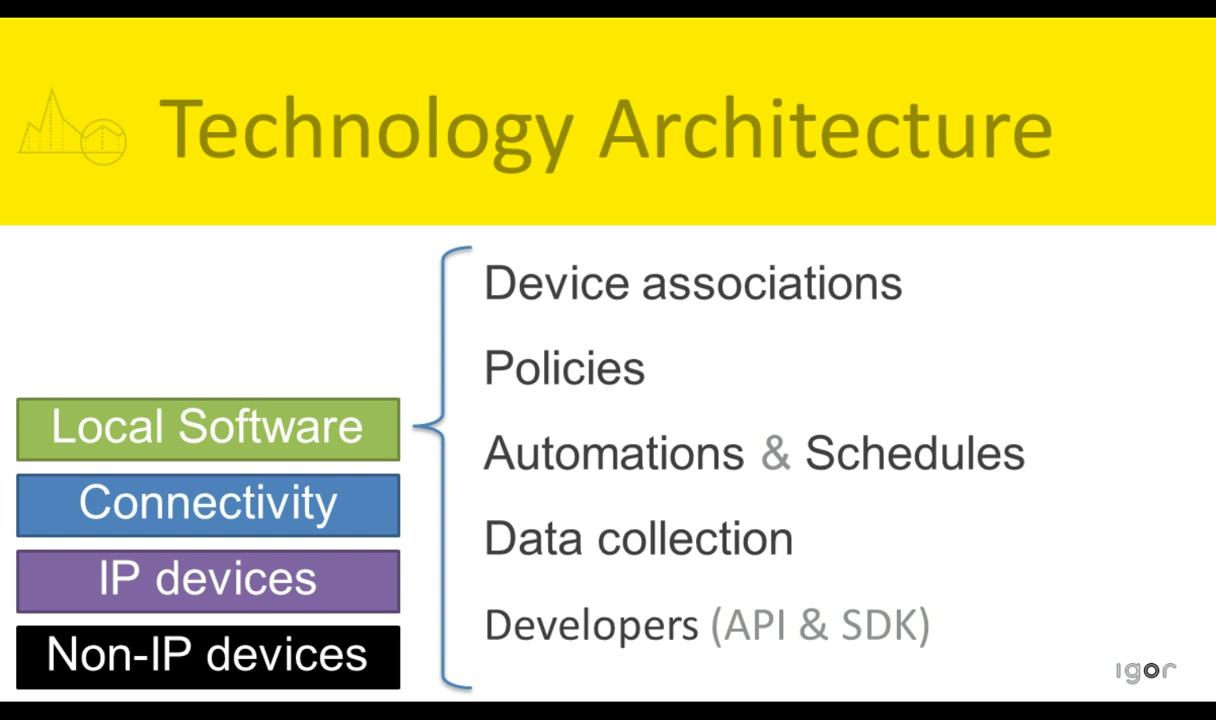 Technology Architecture
Device associations
Policies
Local Software
Automations & Schedules
Connectivity
Data collection
IP devices
Developers (API & SDK)
Non-IP devices
igor